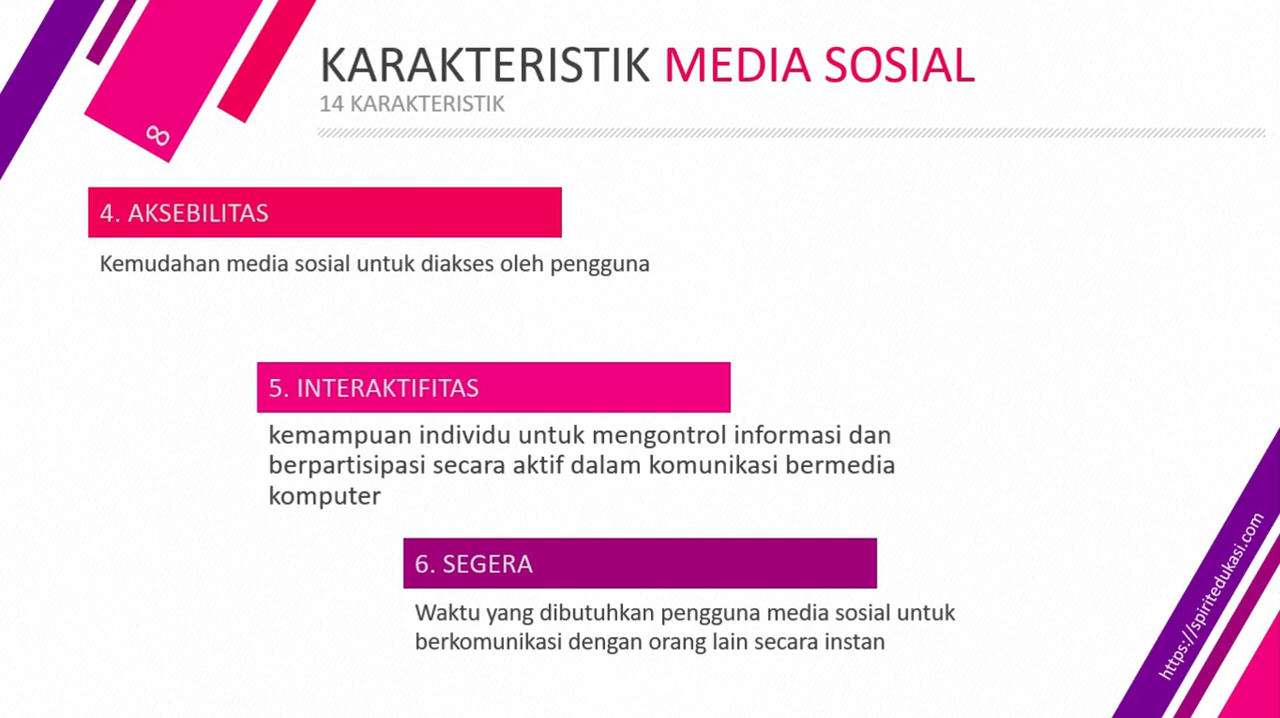 KARAKTERISTIK MEDIA SOSIAL
14 KARAKTERISTIK
8
4. AKSEBILITAS
Kemudahan media sosial untuk diakses oleh pengguna
5. INTERAKTIFITAS
kemampuan individu untuk mengontrol informasi dan
berpartisipasi secara aktif dalam komunikasi bermedia
komputer
6. SEGERA
Waktu yang dibutuhkan pengguna media sosial untuk
berkomunikasi dengan orang lain secara instan
https://spiritedukasi.com